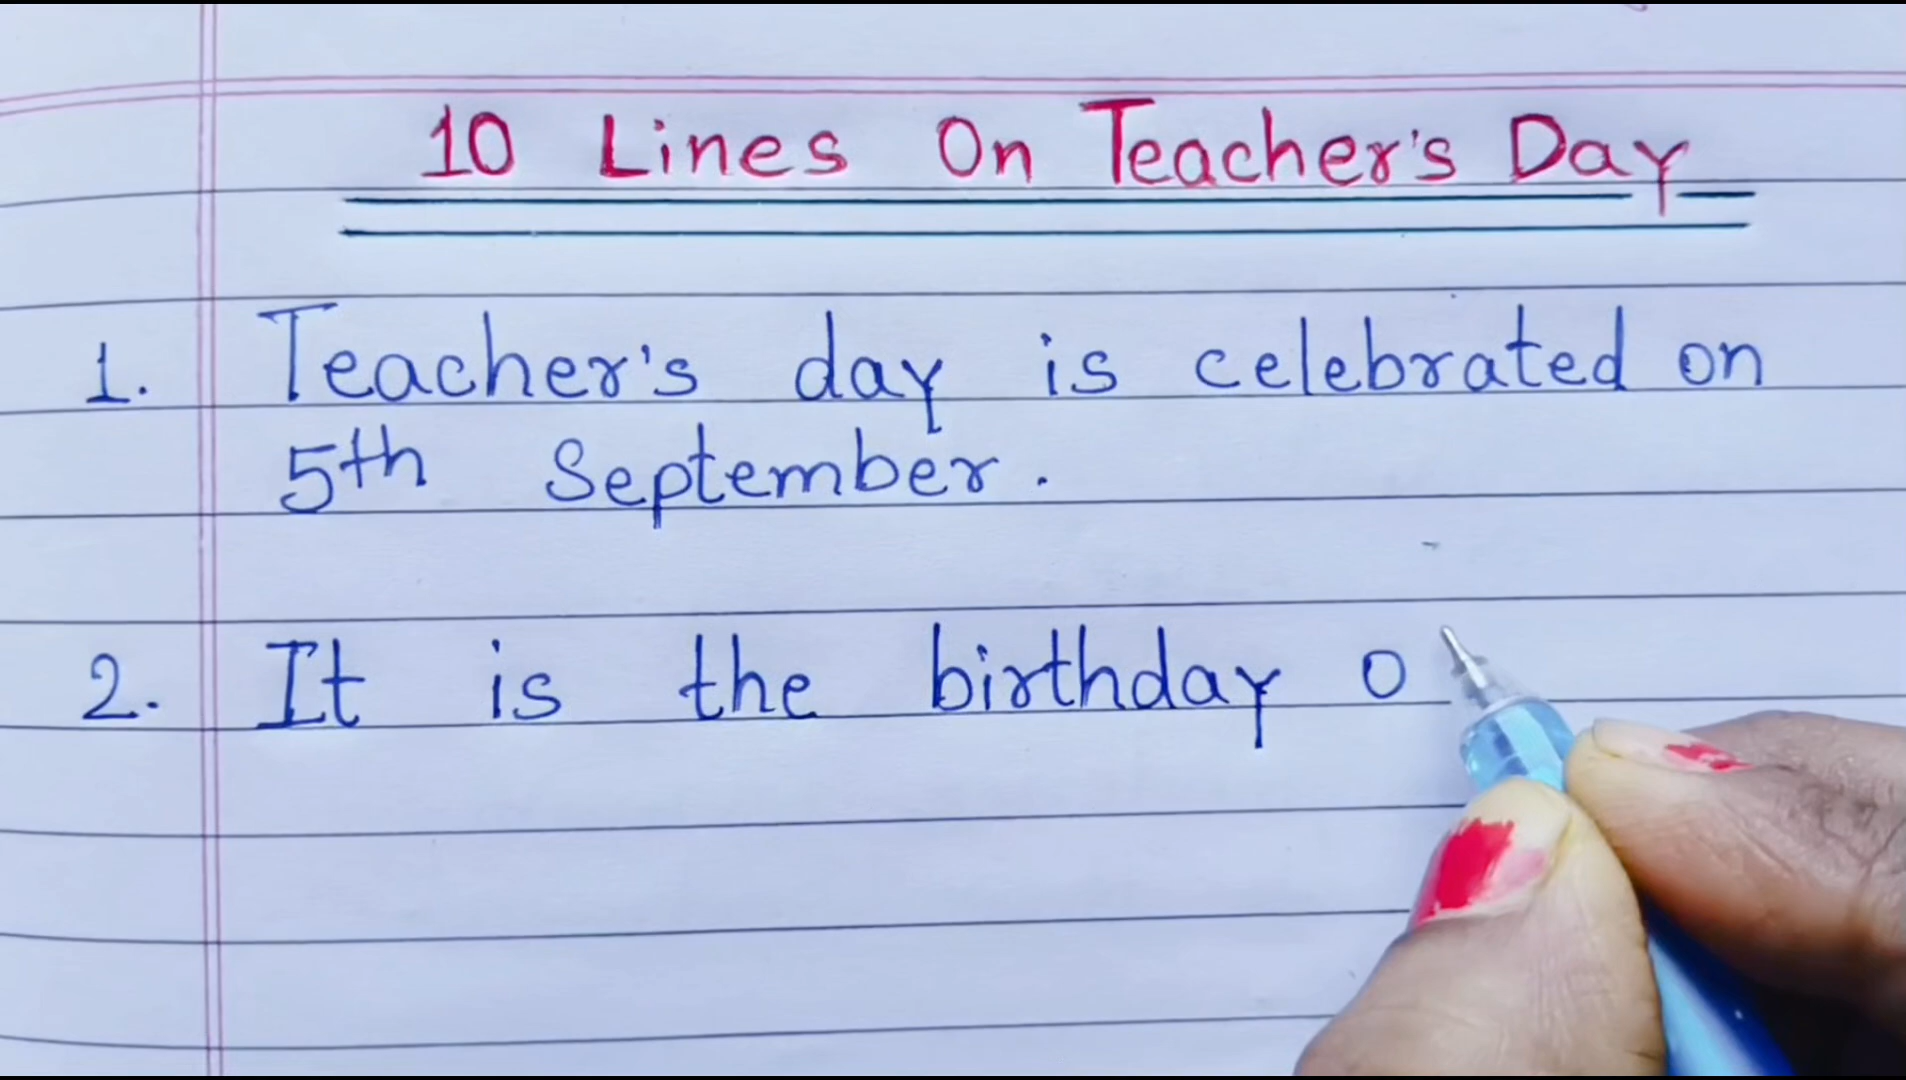 10 Lines On Teacher's Day
1. Teacher's day is celebrated on
5th September.
2. It is the birthday o